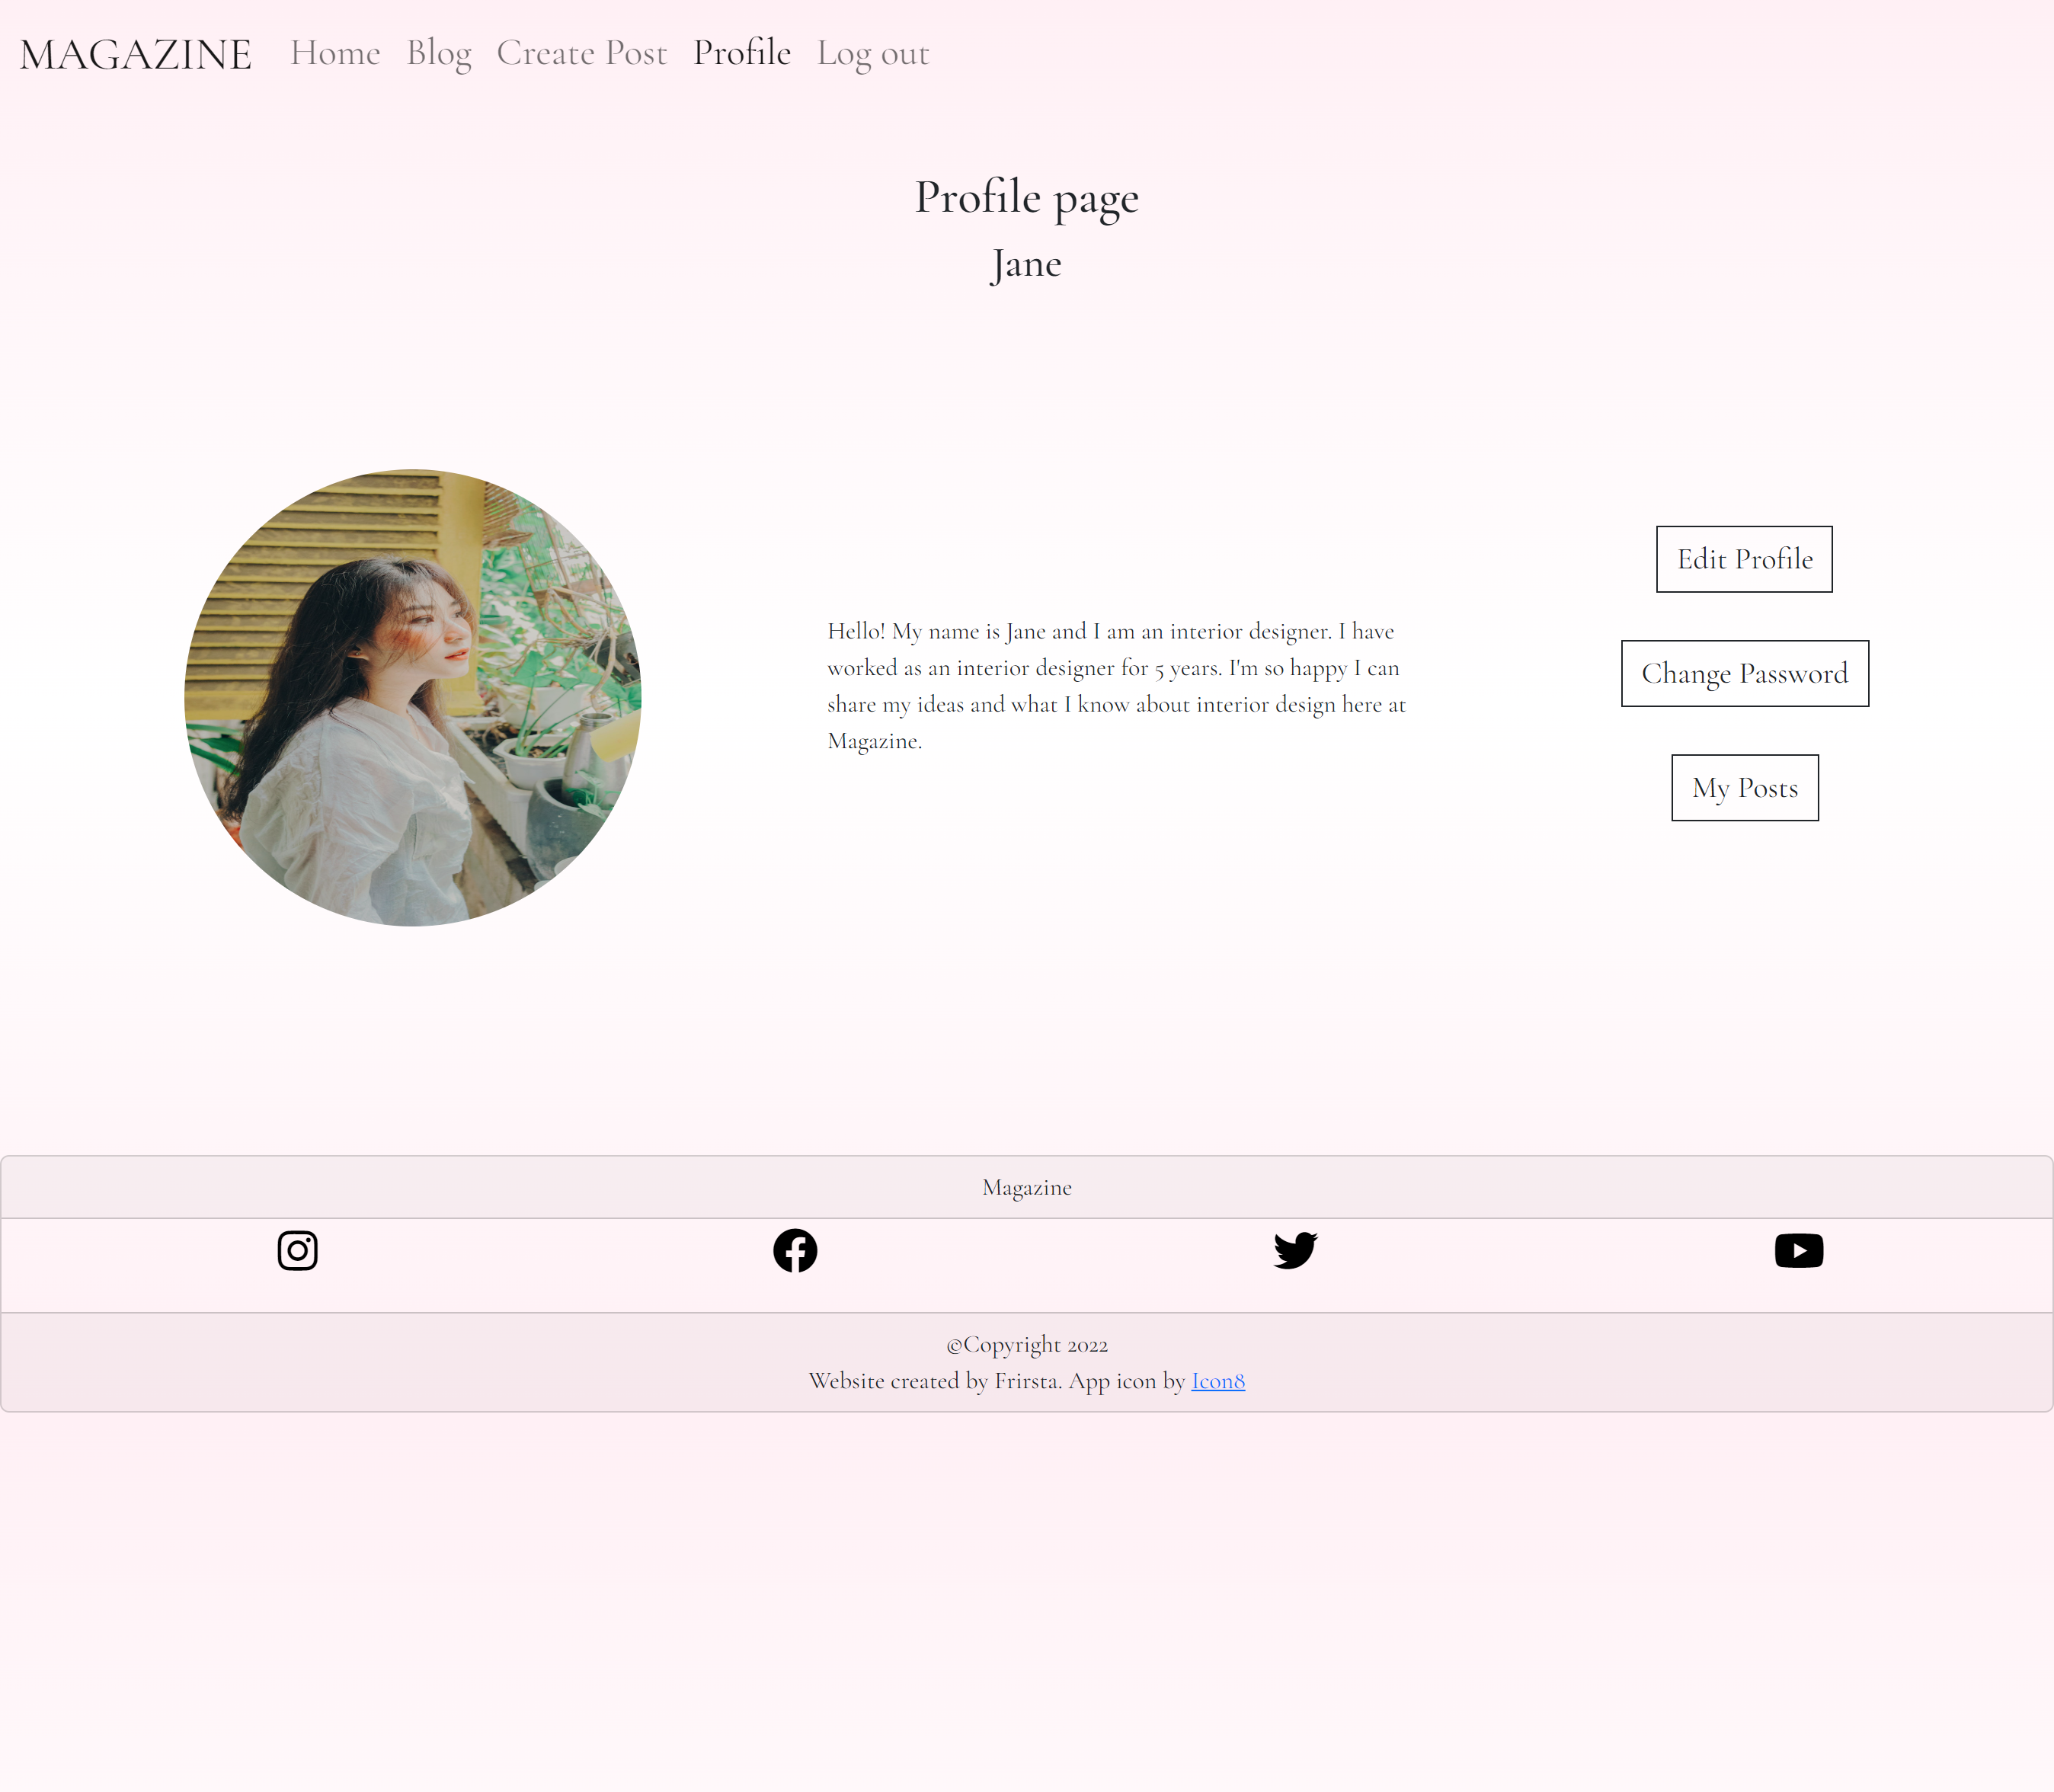 MAGAZINE Home Blog Create Post Profile Log out
Profile page
Jane
Hello! My name is Jane and I am an interior designer. I have
worked as an interior designer for 5 years. I'm so happy I can
share my ideas and what I know about interior design here at
Magazine.
Edit Profile
Change Password
My Posts
Magazine
©Copyright 2022
Website created by Frirsta. App icon by Icon8